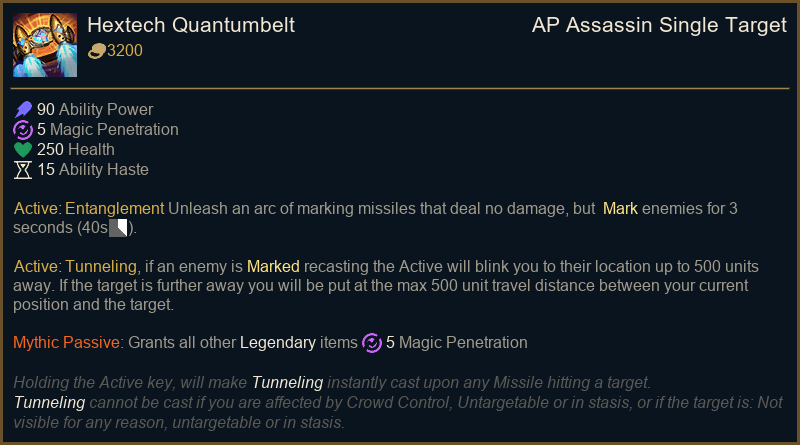 Hextech Quantumbelt
AP Assassin Single Target
3200
90 Ability Power
5 Magic Penetration
250 Health
15 Ability Haste
Active: Entanglement Unleash an arc of marking missiles that deal no damage, but Mark enemies for 3
seconds (40s).
Active: Tunneling, if an enemy is Marked recasting the Active will blink you to their location up to 500 units
away. If the target is further away you will be put at the max 500 unit travel distance between your current
position and the target.
Mythic Passive: Grants all other Legendary items 5 Magic Penetration
Holding the Active key, will make Tunneling instantly cast upon any Missile hitting a target.
Tunneling cannot be cast if you are affected by Crowd Control, Untargetable or in stasis, or if the target is: Not
visible for any reason, untargetable or in stasis.